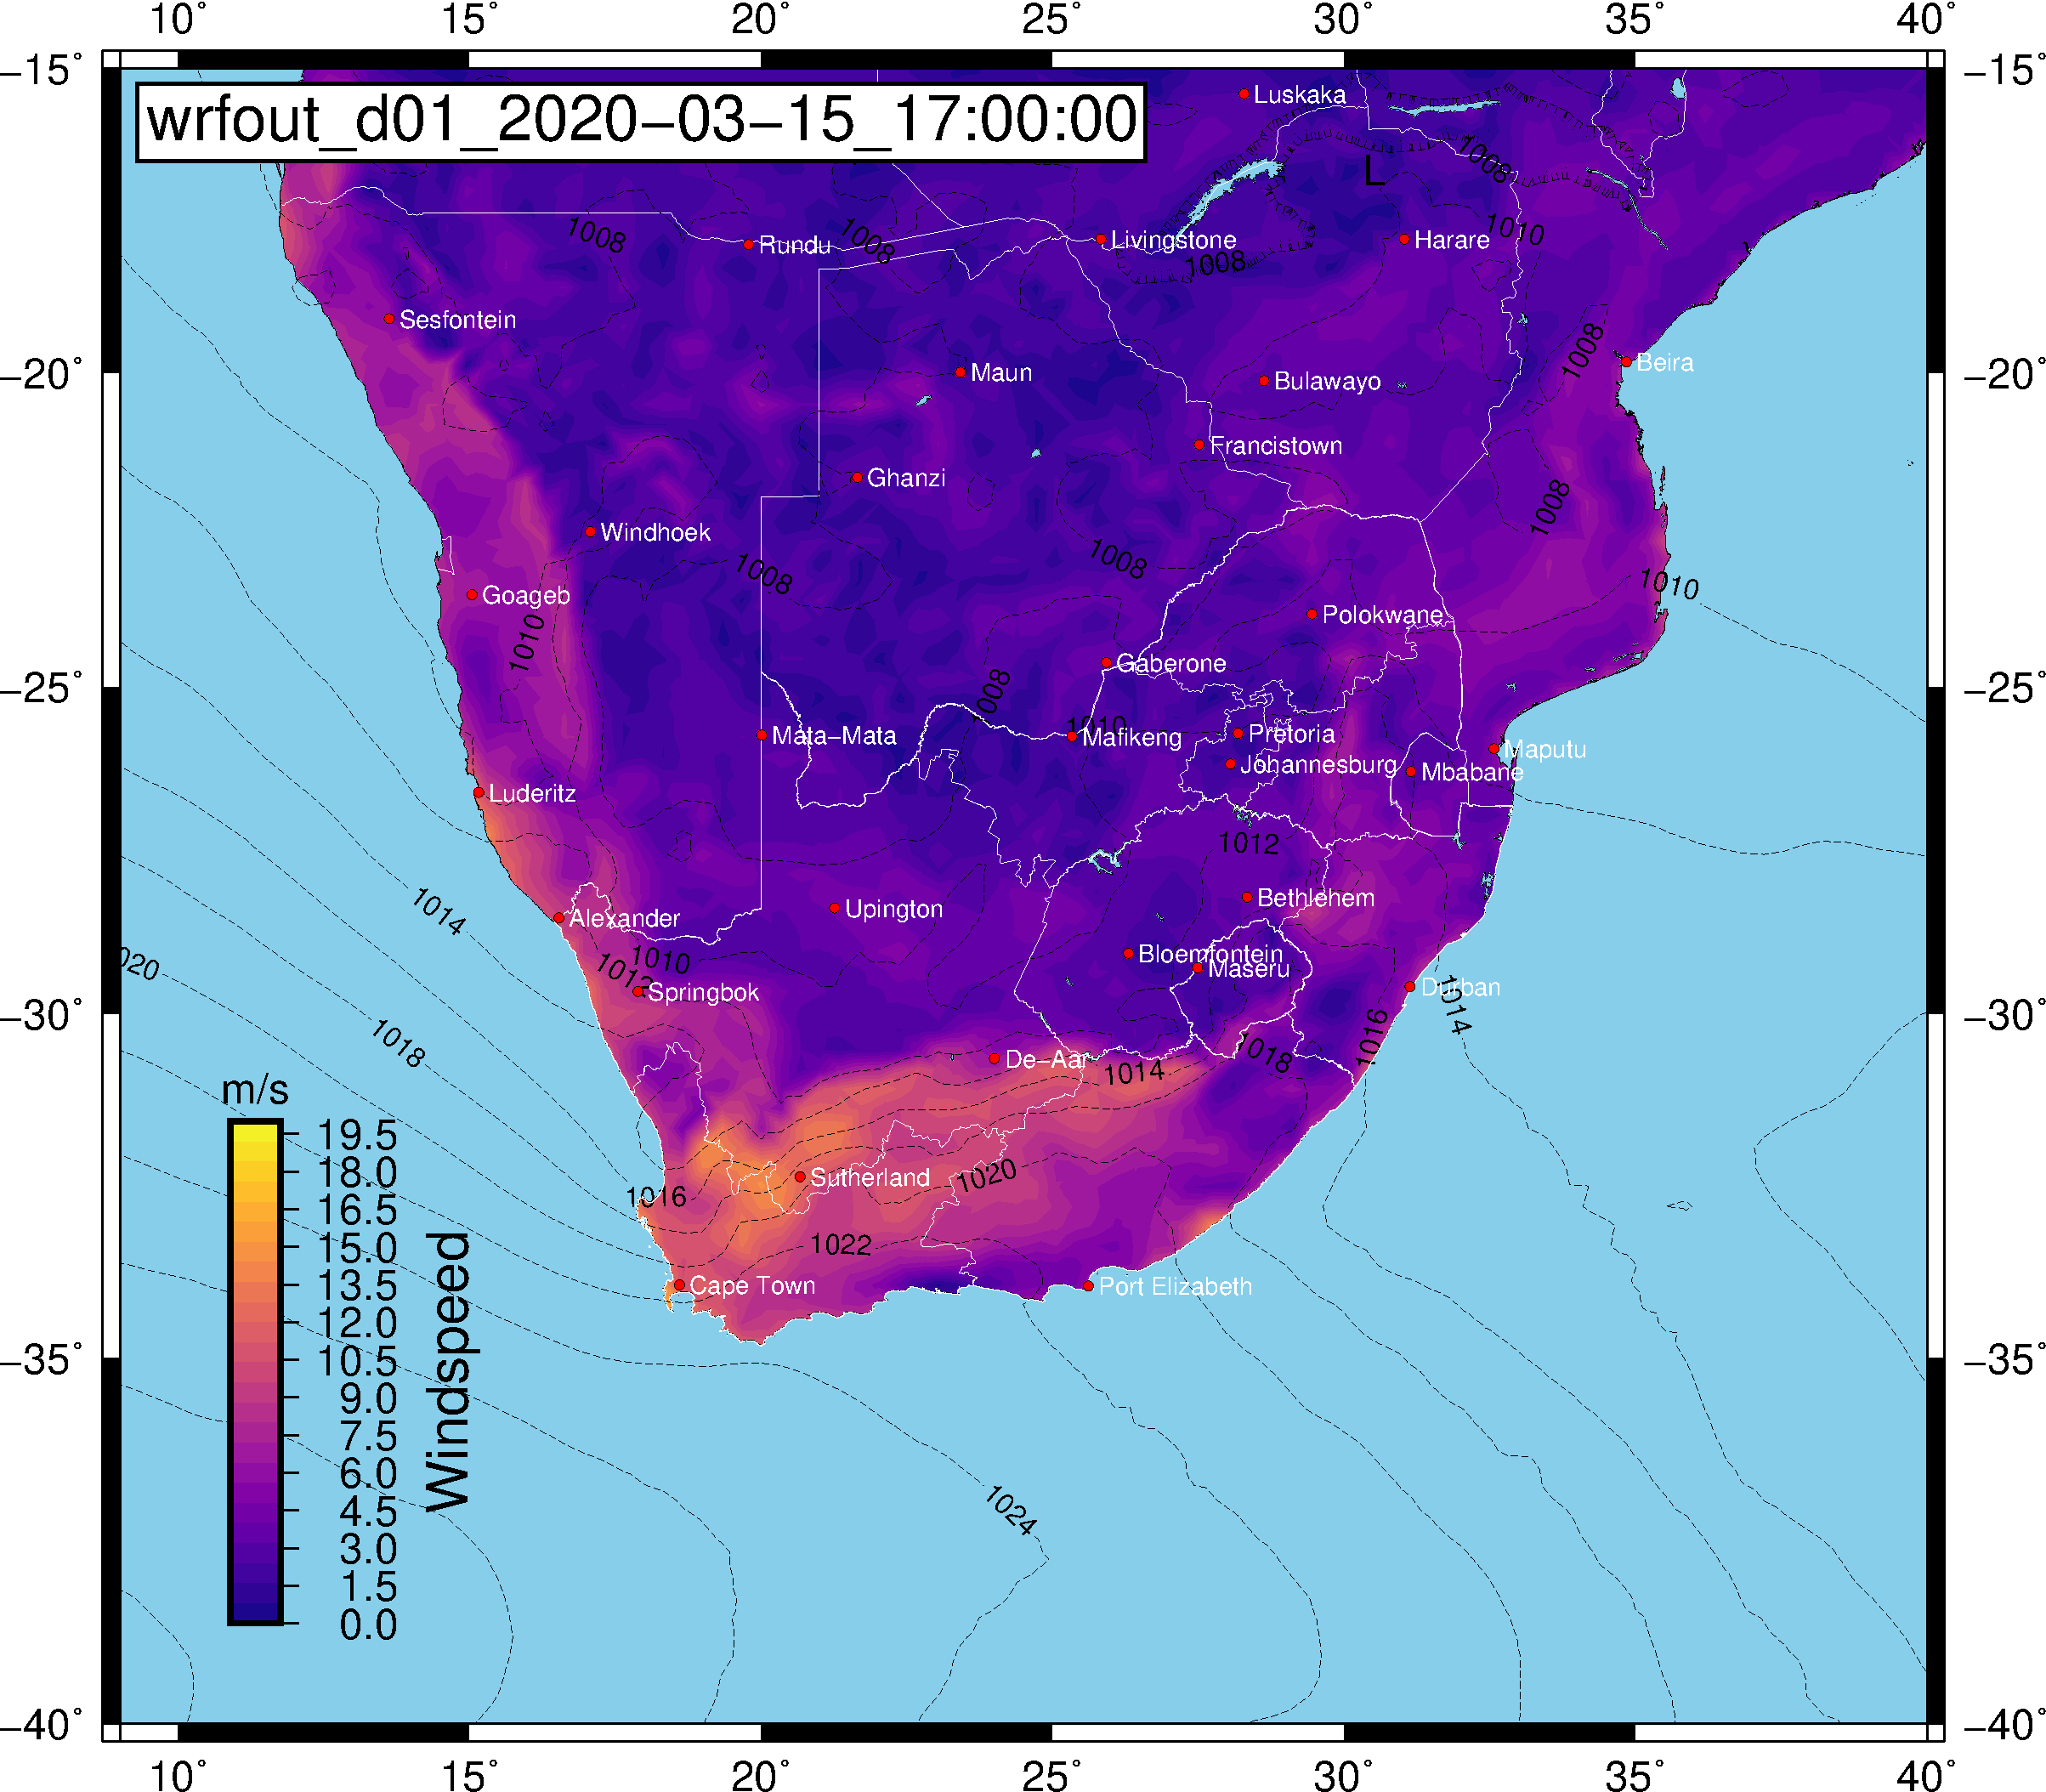 10° 15° 20° 25° 30° 35° 40°
−15° −15°
wrfout_d01_2020−03−15_17:00:00
Luskaka
1008
L
1008 Rundu 1008 Livingstone 1008 Harare 1010
Sesfontein
1008
Beira
−20° −20°
Maun
Bulawayo
Francistown
Ghanzi
1008
Windhoek
1008
1008
1010
Goageb
Polokwane
1010
Gaberone
−25° −25°
1008
1010
Mata−Mata
Mafikeng
Pretoria
Maputu
Johannesburg
Mbabane
Luderitz
1012
1014
Alexander
Upington
Bethlehem
1020
1010
1012
Bloemfontein
Maseru
Springbok
Durban
1014
−30° −30°
1018
1016
1018
De−Aar
1014
m/s
19.5
18.0
16.5
15.0
13.5
12.0
10.5
9.0
7.5
6.0
4.5
3.0
1.5
0.0
Windspeed
Sutherland
1020
1016
1022
Cape Town
Port Elizabeth
−35° −35°
1024
−40° −40°
10° 15° 20° 25° 30° 35° 40°